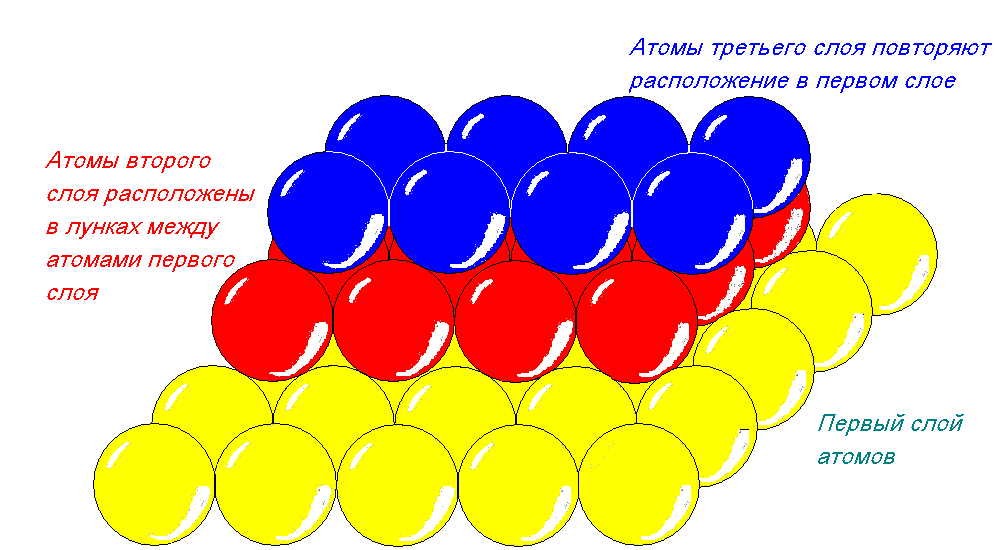 Атомы третьего слоя повторяют
расположение в первом слое
Атомы второго
слоя расположены
в лунках между
атомами первого
слоя
Первый слой
атомов